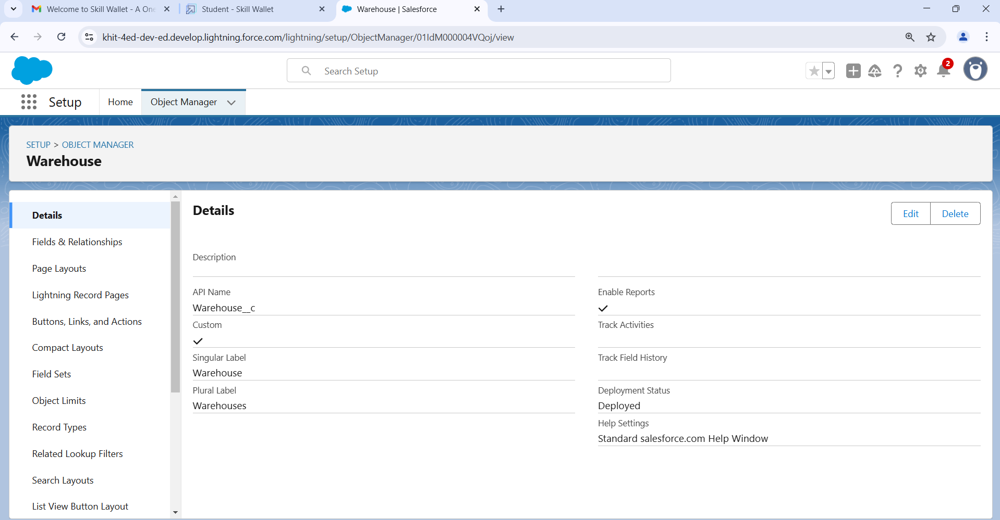 Welcome to Skill Wallet - A One
Student - Skill Wallet
Warehouse | Salesforce
khit-4ed-dev-ed.develop.lightning.force.com/lightning/setup/ObjectManager/01IdM000004VQoj/view
Search Setup
2
Setup
Home
Object Manager
SETUP > OBJECT MANAGER
Warehouse
Details
Fields & Relationships
Page Layouts
Lightning Record Pages
Buttons, Links, and Actions
Compact Layouts
Field Sets
Object Limits
Record Types
Related Lookup Filters
Search Layouts
List View Button Layout
Details
Edit
Delete
Description
API Name
Warehouse__c
Custom
Singular Label
Warehouse
Plural Label
Warehouses
Enable Reports
Track Activities
Track Field History
Deployment Status
Deployed
Help Settings
Standard salesforce.com Help Window